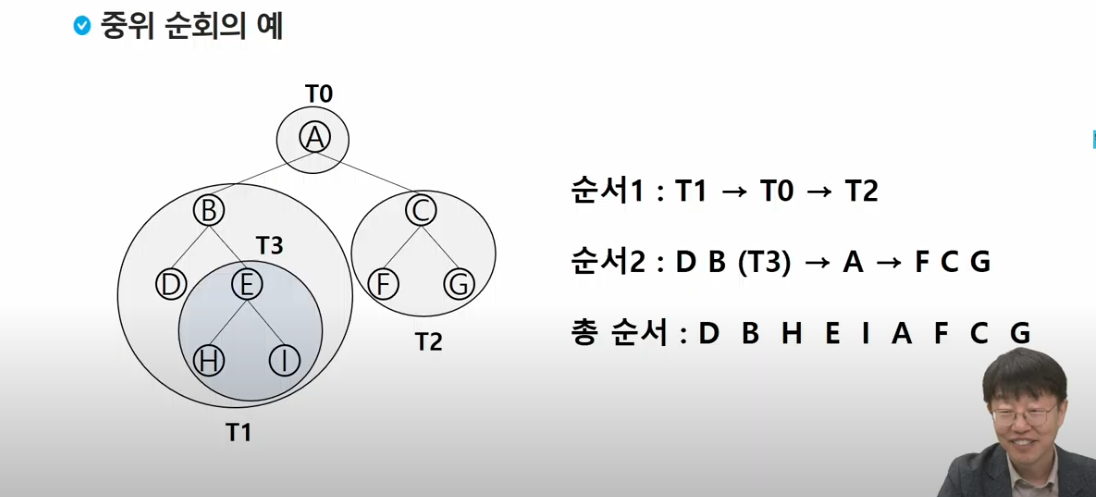 중위 순회의 예
T0
A
B
C
T3
D
E
F
G
H
I
T2
T1
순서1 : T1 → T0 → T2
순서2 : D B (T3) → A → F C G
총 순서 : D B H E I A F C G